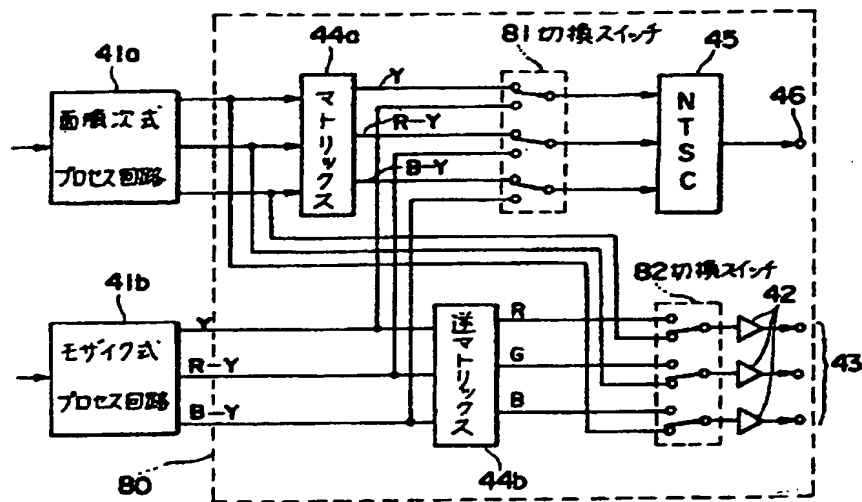 44a
81 切換スイッチ
45
41a
Y
46
面順次式
プロセス回路
マトリックス
R-Y
B-Y
NTSC
82 切換スイッチ
41b
42
Y
モザイク式
プロセス回路
R-Y
B-Y
逆マトリックス
R
G
B
43
80
44b